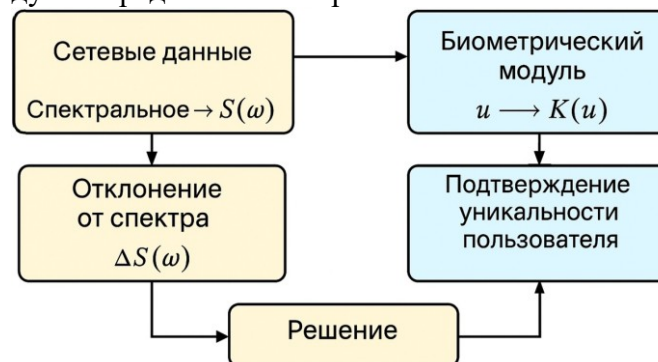 Сетевые данные
Спектральное → S(ω)
Биометрический
модуль
u ⟶ K(u)
Отклонение
от спектра
ΔS(ω)
Подтверждение
уникальности
пользователя
Решение